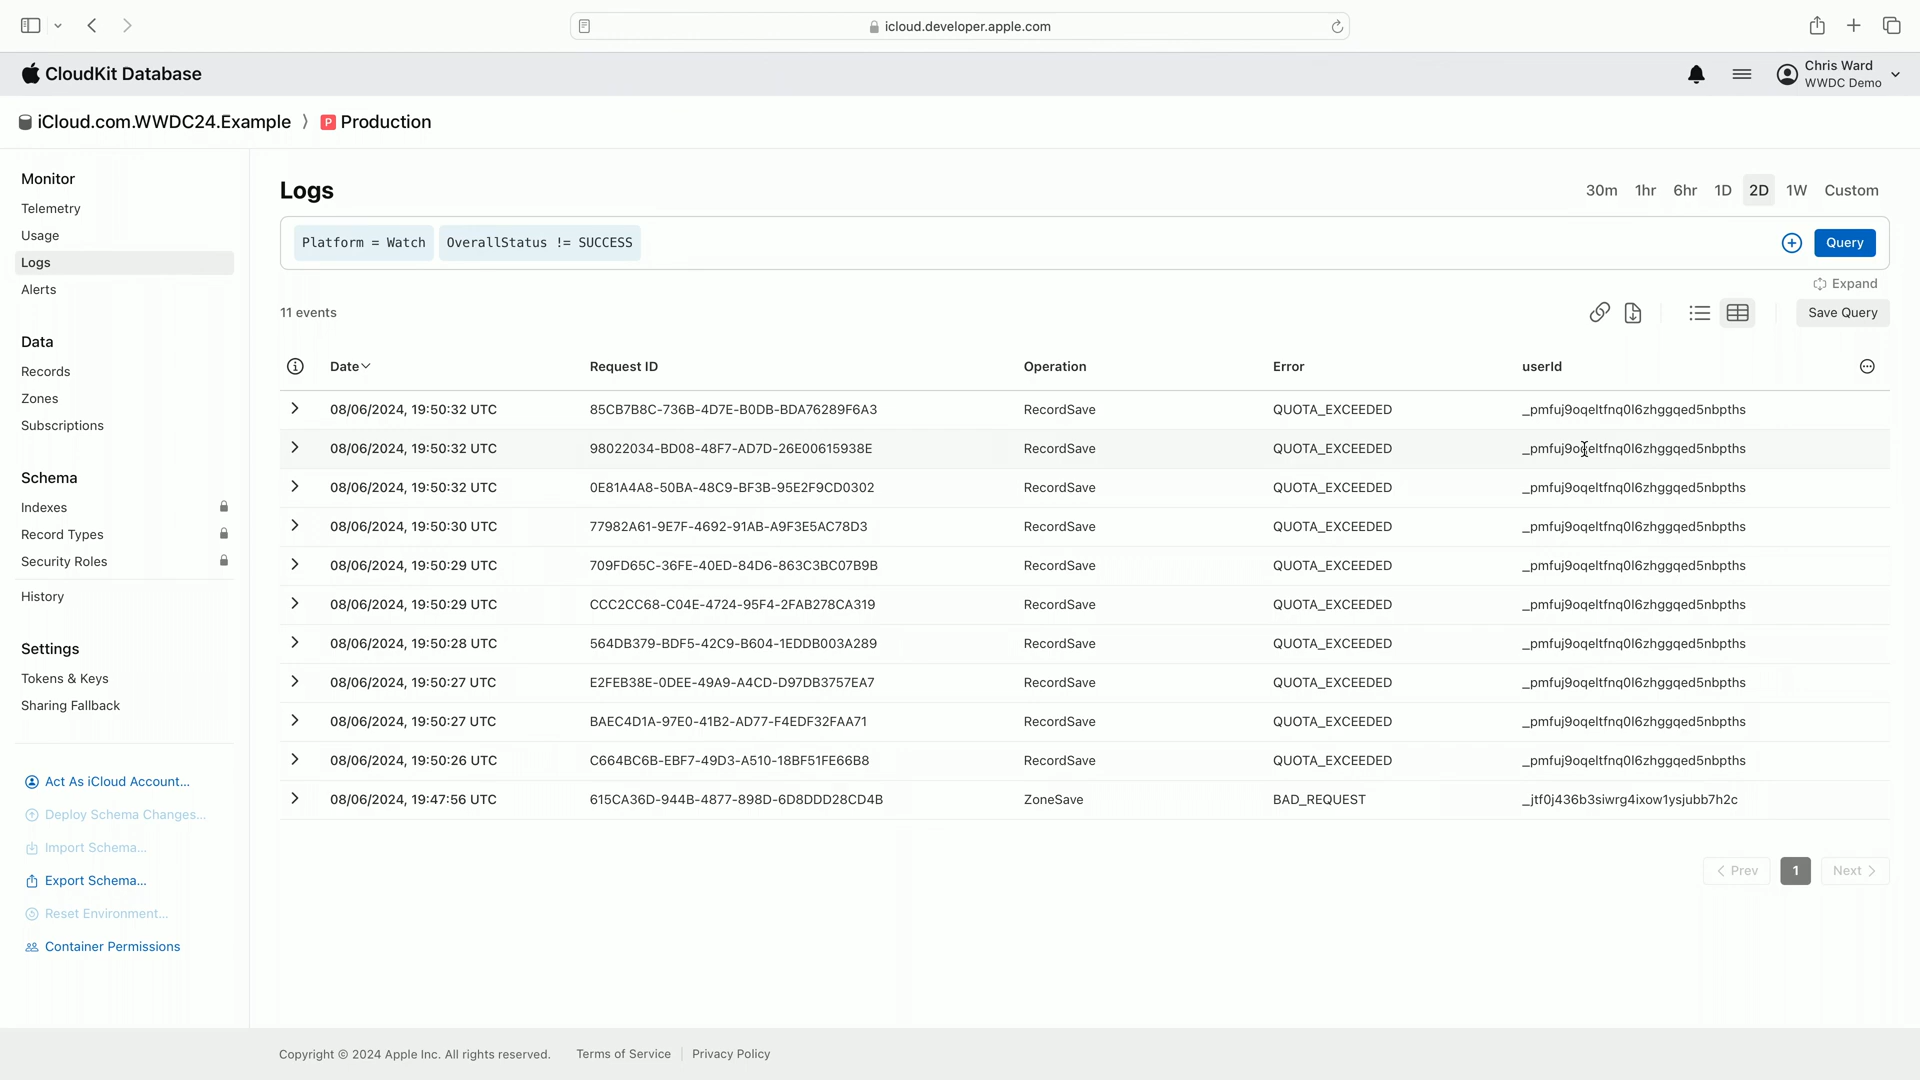 icloud.developer.apple.com
CloudKit Database
Chris Ward
WWDC Demo
iCloud.com.WWDC24.Example
P Production
Monitor
Telemetry
Usage
Logs
Alerts
Data
Records
Zones
Subscriptions
Schema
Indexes
Record Types
Security Roles
History
Settings
Tokens & Keys
Sharing Fallback
Act As iCloud Account...
Deploy Schema Changes...
Import Schema...
Export Schema...
Reset Environment...
Container Permissions
Logs
30m 1hr 6hr 1D 2D 1W Custom
Platform = Watch OverallStatus != SUCCESS
Query
Expand
11 events
Save Query
Date Request ID Operation Error userId
08/06/2024, 19:50:32 UTC 85CB7B8C-736B-4D7E-B0DB-BDA76289F6A3 RecordSave QUOTA_EXCEEDED _pmfuj9oqeltfnq0l6zhggqed5nbpths
08/06/2024, 19:50:32 UTC 98022034-BD08-48F7-AD7D-26E00615938E RecordSave QUOTA_EXCEEDED _pmfuj9oqeltfnq0l6zhggqed5nbpths
08/06/2024, 19:50:32 UTC 0E81A4A8-50BA-48C9-BF3B-95E2F9CD0302 RecordSave QUOTA_EXCEEDED _pmfuj9oqeltfnq0l6zhggqed5nbpths
08/06/2024, 19:50:30 UTC 77982A61-9E7F-4692-91AB-A9F3E5AC78D3 RecordSave QUOTA_EXCEEDED _pmfuj9oqeltfnq0l6zhggqed5nbpths
08/06/2024, 19:50:29 UTC 709FD65C-36FE-40ED-84D6-863C3BC07B9B RecordSave QUOTA_EXCEEDED _pmfuj9oqeltfnq0l6zhggqed5nbpths
08/06/2024, 19:50:29 UTC CCC2CC68-C04E-4724-95F4-2FAB278CA319 RecordSave QUOTA_EXCEEDED _pmfuj9oqeltfnq0l6zhggqed5nbpths
08/06/2024, 19:50:28 UTC 564DB379-BDF5-42C9-B604-1EDDB003A289 RecordSave QUOTA_EXCEEDED _pmfuj9oqeltfnq0l6zhggqed5nbpths
08/06/2024, 19:50:27 UTC E2FEB38E-0DEE-49A9-A4CD-D97DB3757EA7 RecordSave QUOTA_EXCEEDED _pmfuj9oqeltfnq0l6zhggqed5nbpths
08/06/2024, 19:50:27 UTC BAEC4D1A-97E0-41B2-AD77-F4EDF32FAA71 RecordSave QUOTA_EXCEEDED _pmfuj9oqeltfnq0l6zhggqed5nbpths
08/06/2024, 19:50:26 UTC C664BC6B-EBF7-49D3-A510-18BF51FE66B8 RecordSave QUOTA_EXCEEDED _pmfuj9oqeltfnq0l6zhggqed5nbpths
08/06/2024, 19:47:56 UTC 615CA36D-944B-4877-898D-6D8DDD28CD4B ZoneSave BAD_REQUEST _jtf0j436b3siwrg4ixow1ysjubb7h2c
Prev 1 Next
Copyright © 2024 Apple Inc. All rights reserved. Terms of Service Privacy Policy